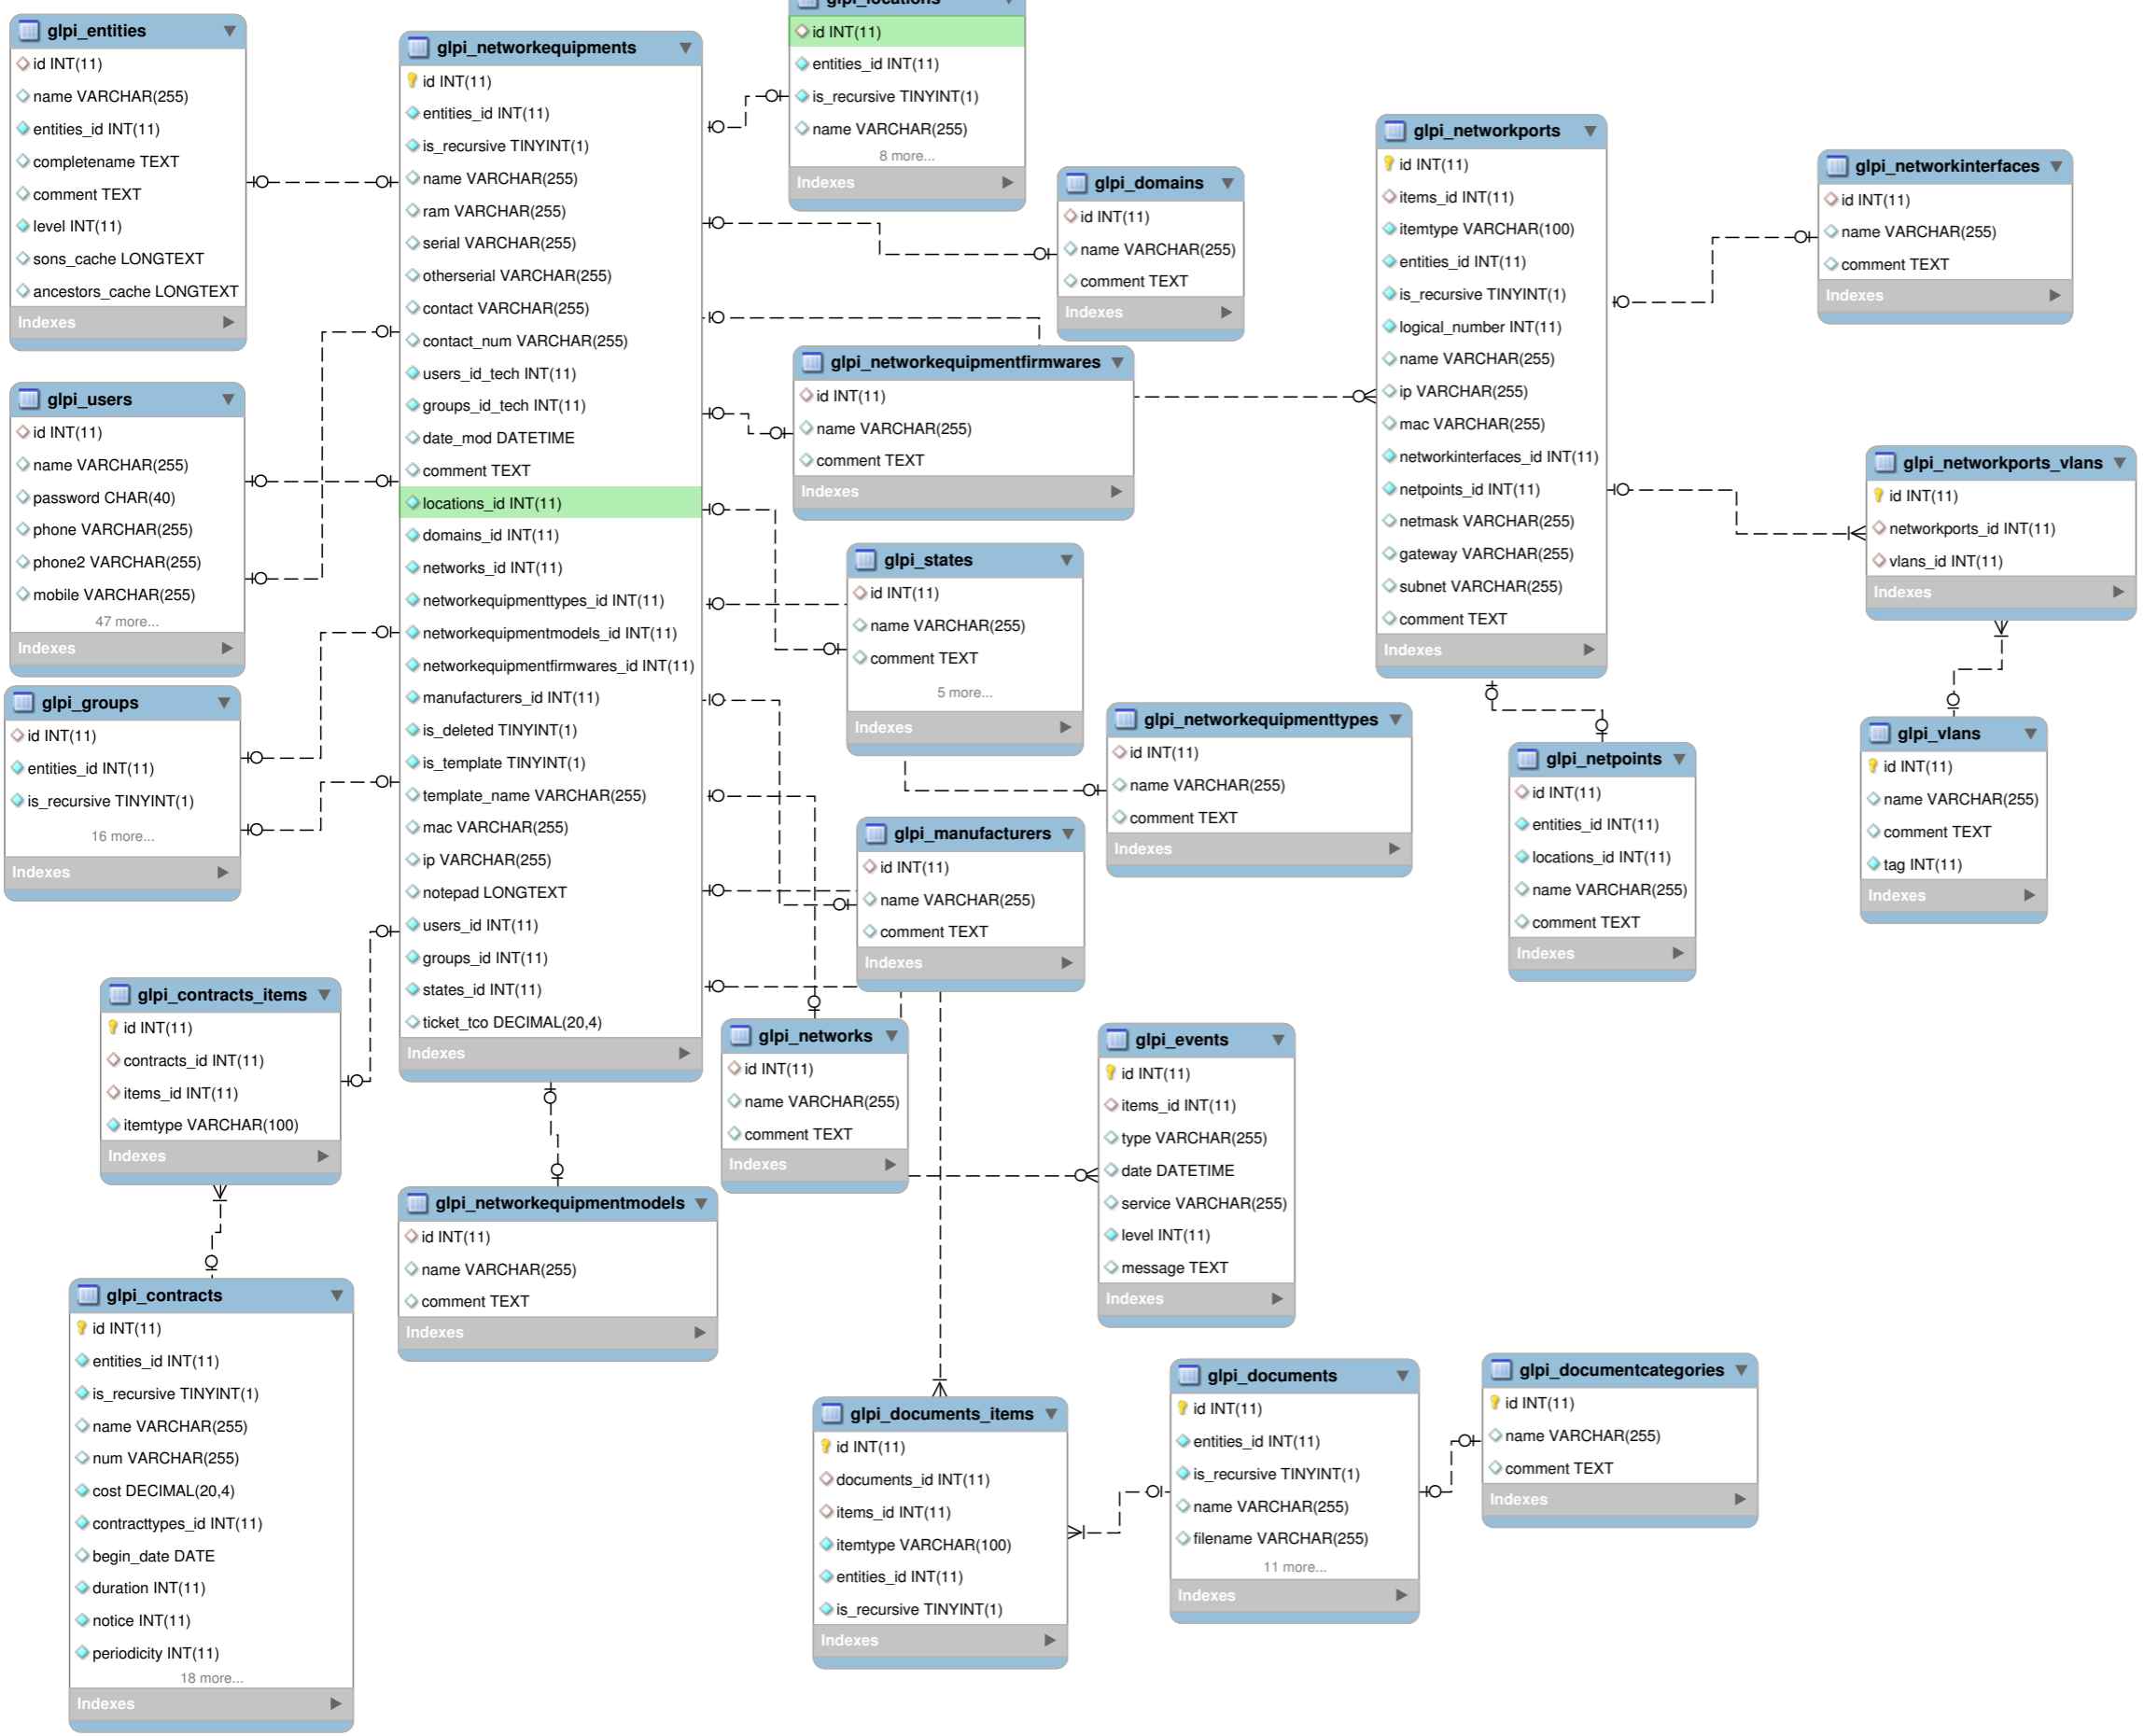 glpi_entities
id INT(11)
name VARCHAR(255)
entities_id INT(11)
completename TEXT
comment TEXT
level INT(11)
sons_cache LONGTEXT
ancestors_cache LONGTEXT
Indexes
glpi_users
id INT(11)
name VARCHAR(255)
password CHAR(40)
phone VARCHAR(255)
phone2 VARCHAR(255)
mobile VARCHAR(255)
47 more...
Indexes
glpi_groups
id INT(11)
entities_id INT(11)
is_recursive TINYINT(1)
16 more...
Indexes
glpi_contracts_items
id INT(11)
contracts_id INT(11)
items_id INT(11)
itemtype VARCHAR(100)
Indexes
glpi_contracts
id INT(11)
entities_id INT(11)
is_recursive TINYINT(1)
name VARCHAR(255)
num VARCHAR(255)
cost DECIMAL(20,4)
contracttypes_id INT(11)
begin_date DATE
duration INT(11)
notice INT(11)
periodicity INT(11)
18 more...
Indexes
glpi_networkequipments
id INT(11)
entities_id INT(11)
is_recursive TINYINT(1)
name VARCHAR(255)
ram VARCHAR(255)
serial VARCHAR(255)
otherserial VARCHAR(255)
contact VARCHAR(255)
contact_num VARCHAR(255)
users_id_tech INT(11)
groups_id_tech INT(11)
date_mod DATETIME
comment TEXT
locations_id INT(11)
domains_id INT(11)
networks_id INT(11)
networkequipmenttypes_id INT(11)
networkequipmentmodels_id INT(11)
networkequipmentfirmwares_id INT(11)
manufacturers_id INT(11)
is_deleted TINYINT(1)
is_template TINYINT(1)
template_name VARCHAR(255)
mac VARCHAR(255)
ip VARCHAR(255)
notepad LONGTEXT
users_id INT(11)
groups_id INT(11)
states_id INT(11)
ticket_tco DECIMAL(20,4)
Indexes
glpi_networkequipmentmodels
id INT(11)
name VARCHAR(255)
comment TEXT
Indexes
glpi_locations
id INT(11)
entities_id INT(11)
is_recursive TINYINT(1)
name VARCHAR(255)
8 more...
Indexes
glpi_domains
id INT(11)
name VARCHAR(255)
comment TEXT
Indexes
glpi_networkequipmentfirmwares
id INT(11)
name VARCHAR(255)
comment TEXT
Indexes
glpi_states
id INT(11)
name VARCHAR(255)
comment TEXT
5 more...
Indexes
glpi_networkequipmenttypes
id INT(11)
name VARCHAR(255)
comment TEXT
Indexes
glpi_manufacturers
id INT(11)
name VARCHAR(255)
comment TEXT
Indexes
glpi_networks
id INT(11)
name VARCHAR(255)
comment TEXT
Indexes
glpi_events
id INT(11)
items_id INT(11)
type VARCHAR(255)
date DATETIME
service VARCHAR(255)
level INT(11)
message TEXT
Indexes
glpi_documents_items
id INT(11)
documents_id INT(11)
items_id INT(11)
itemtype VARCHAR(100)
entities_id INT(11)
is_recursive TINYINT(1)
Indexes
glpi_documents
id INT(11)
entities_id INT(11)
is_recursive TINYINT(1)
name VARCHAR(255)
filename VARCHAR(255)
11 more...
Indexes
glpi_documentcategories
id INT(11)
name VARCHAR(255)
comment TEXT
Indexes
glpi_networkports
id INT(11)
items_id INT(11)
itemtype VARCHAR(100)
entities_id INT(11)
is_recursive TINYINT(1)
logical_number INT(11)
name VARCHAR(255)
ip VARCHAR(255)
mac VARCHAR(255)
networkinterfaces_id INT(11)
netpoints_id INT(11)
netmask VARCHAR(255)
gateway VARCHAR(255)
subnet VARCHAR(255)
comment TEXT
Indexes
glpi_networkinterfaces
id INT(11)
name VARCHAR(255)
comment TEXT
Indexes
glpi_networkports_vlans
id INT(11)
networkports_id INT(11)
vlans_id INT(11)
Indexes
glpi_netpoints
id INT(11)
entities_id INT(11)
locations_id INT(11)
name VARCHAR(255)
comment TEXT
Indexes
glpi_vlans
id INT(11)
name VARCHAR(255)
comment TEXT
tag INT(11)
Indexes